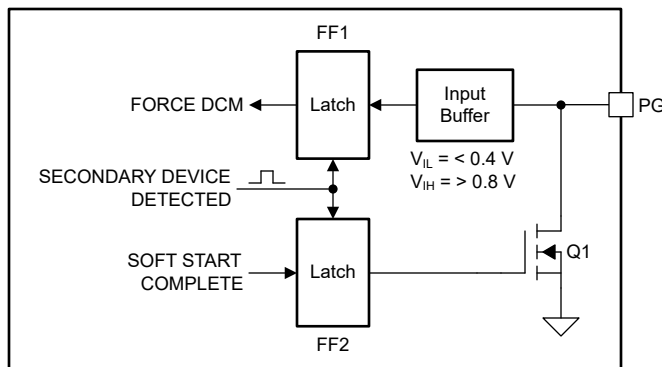 FF1
FORCE DCM
Latch
Input
Buffer
PG
V_IL = < 0.4 V
V_IH = > 0.8 V
SECONDARY DEVICE
DETECTED
SOFT START
COMPLETE
Latch
Q1
FF2